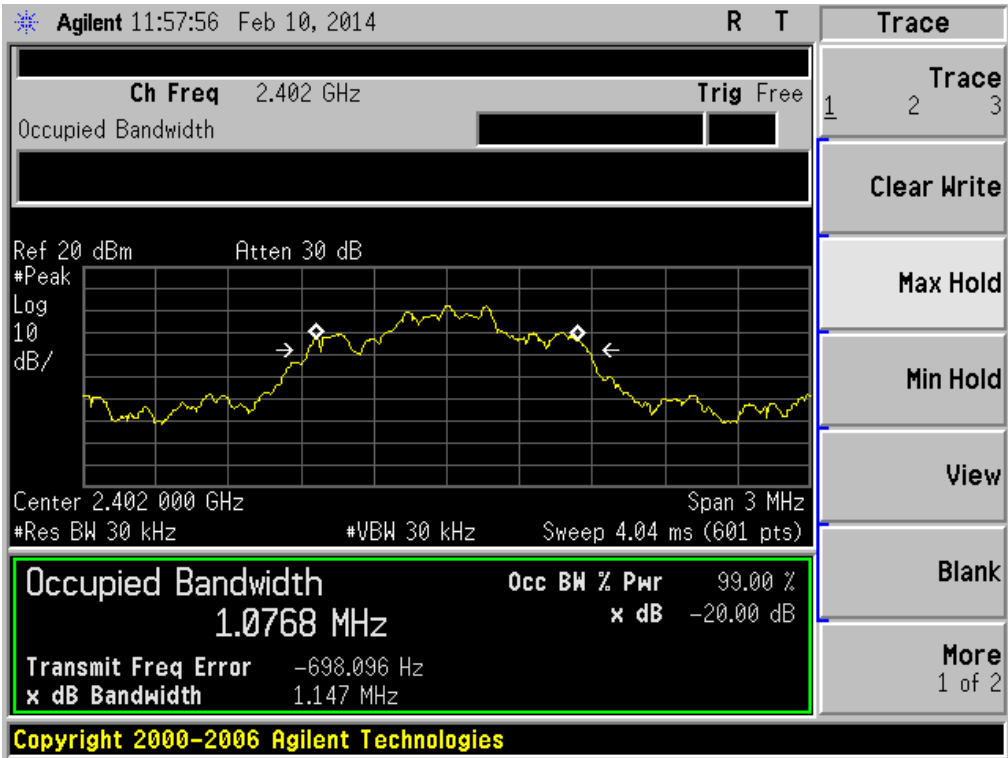 Agilent 11:57:56 Feb 10, 2014 R T
Ch Freq 2.402 GHz Trig Free
Occupied Bandwidth
Ref 20 dBm Atten 30 dB
#Peak
Log
10
dB/
Center 2.402 000 GHz Span 3 MHz
#Res BW 30 kHz #VBW 30 kHz Sweep 4.04 ms (601 pts)
Occupied Bandwidth Occ BW % Pwr 99.00 %
1.0768 MHz x dB -20.00 dB
Transmit Freq Error -698.096 Hz
x dB Bandwidth 1.147 MHz
Copyright 2000-2006 Agilent Technologies
Trace
Trace
1 2 3
Clear Write
Max Hold
Min Hold
View
Blank
More
1 of 2